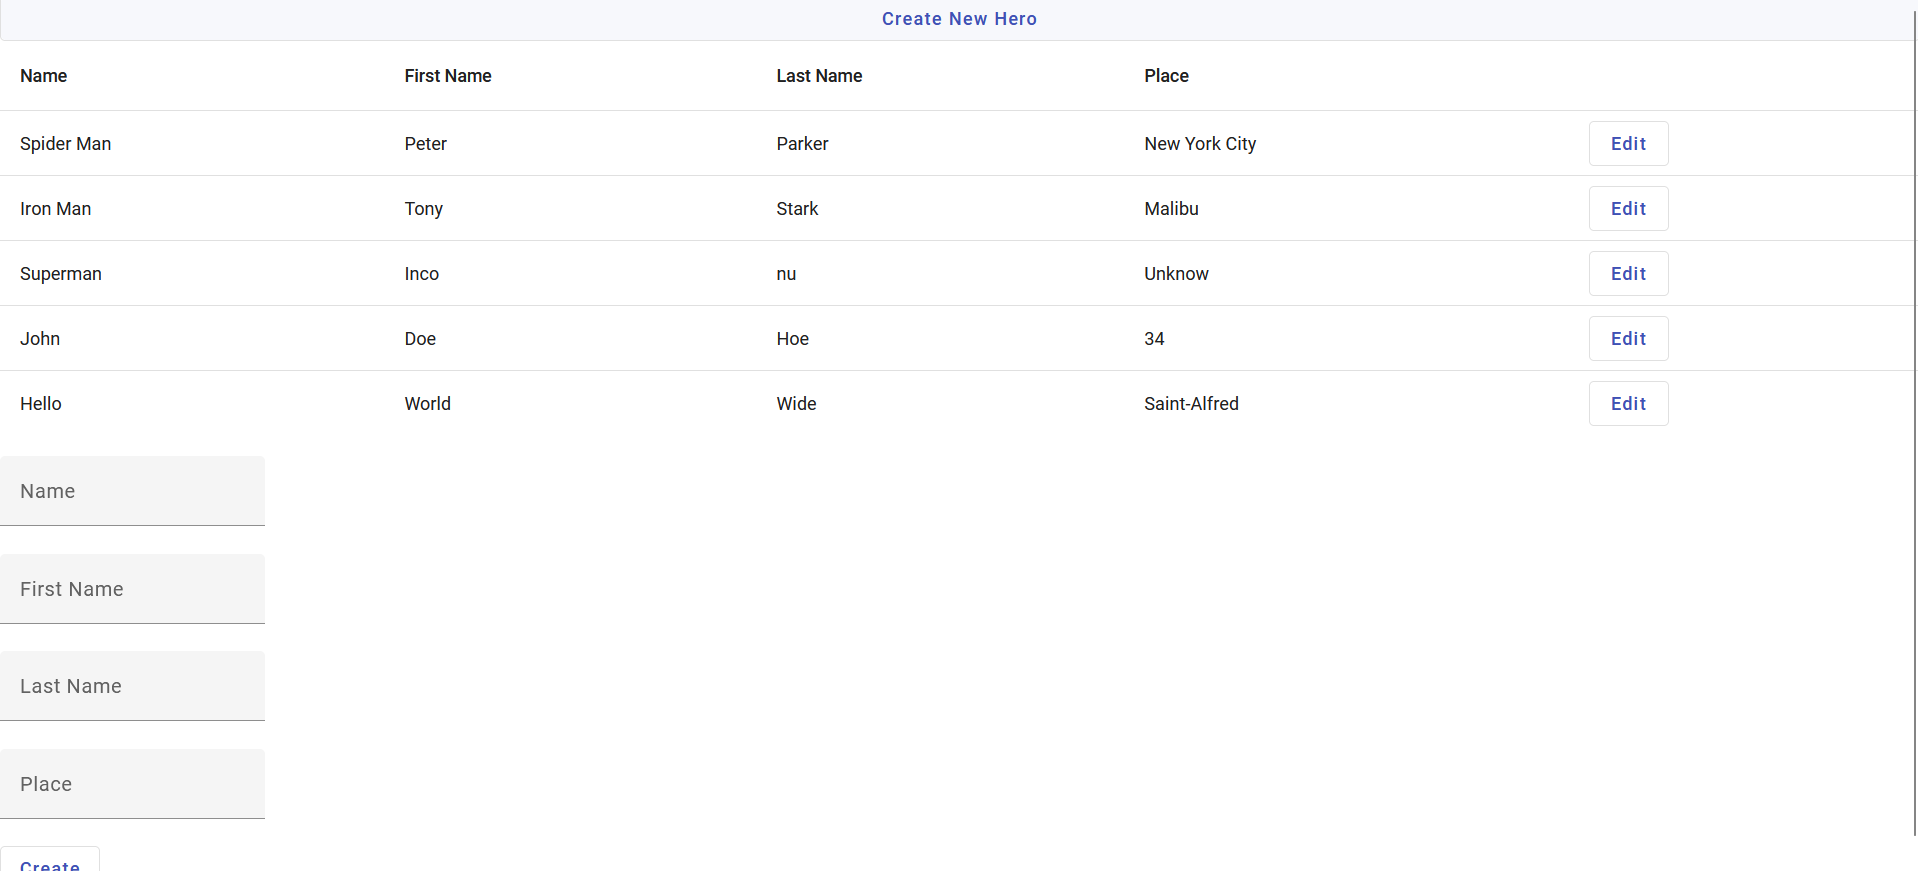 Create New Hero
Name First Name Last Name Place
Spider Man Peter Parker New York City Edit
Iron Man Tony Stark Malibu Edit
Superman Inco nu Unknow Edit
John Doe Hoe 34 Edit
Hello World Wide Saint-Alfred Edit
Name
First Name
Last Name
Place
Create